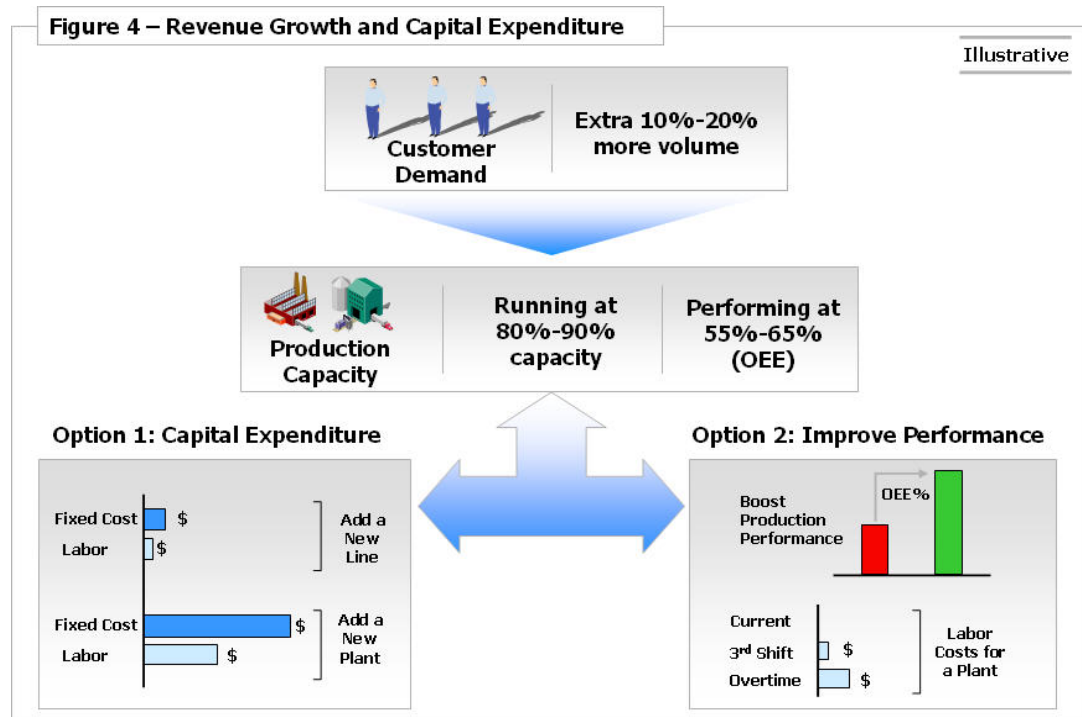 Figure 4 – Revenue Growth and Capital Expenditure
Illustrative
Customer
Demand
Extra 10%-20%
more volume
Production
Capacity
Running at
80%-90%
capacity
Performing at
55%-65%
(OEE)
Option 1: Capital Expenditure
Fixed Cost
$
Labor
$
Add a
New
Line
Fixed Cost
$
Labor
$
Add a
New
Plant
Option 2: Improve Performance
Boost
Production
Performance
OEE%
Current
3rd Shift
$
Overtime
$
Labor
Costs for
a Plant